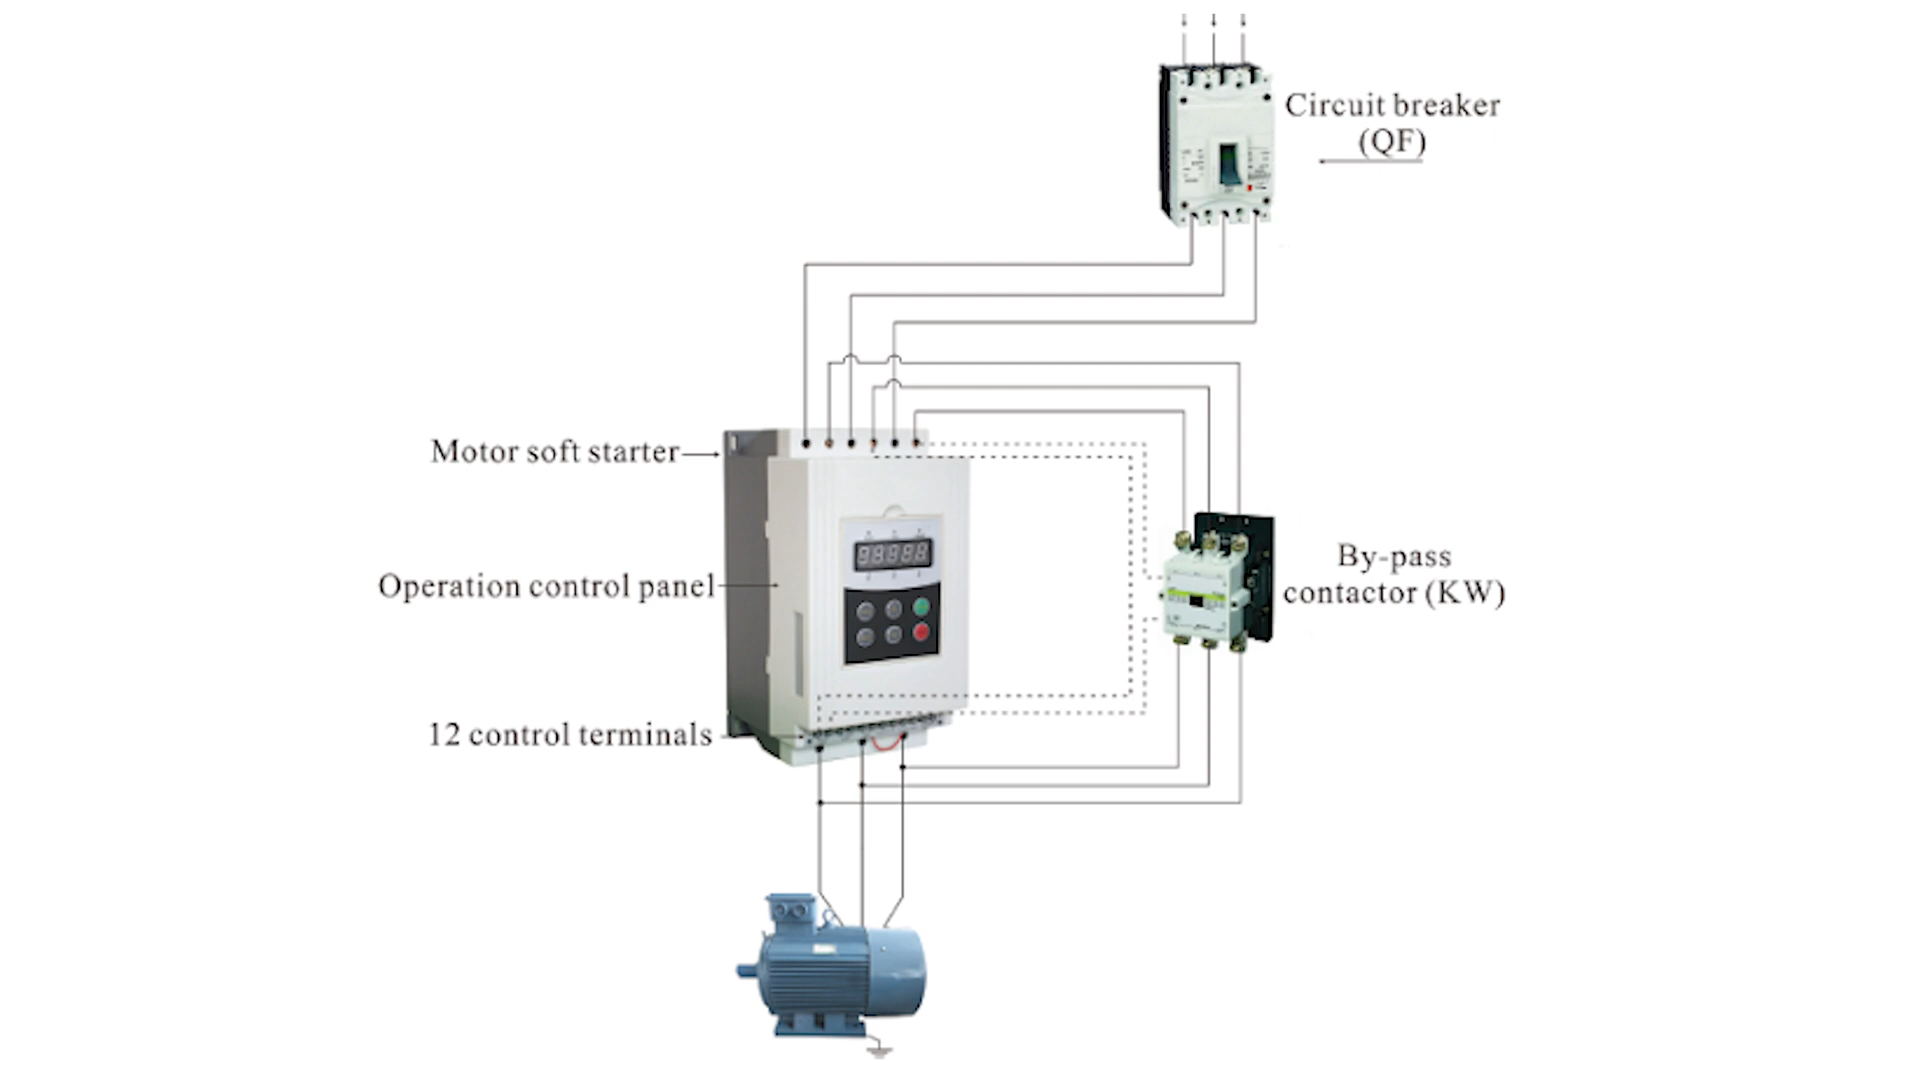 Circuit breaker
(QF)
Motor soft starter
Operation control panel
By-pass
contactor (KW)
12 control terminals